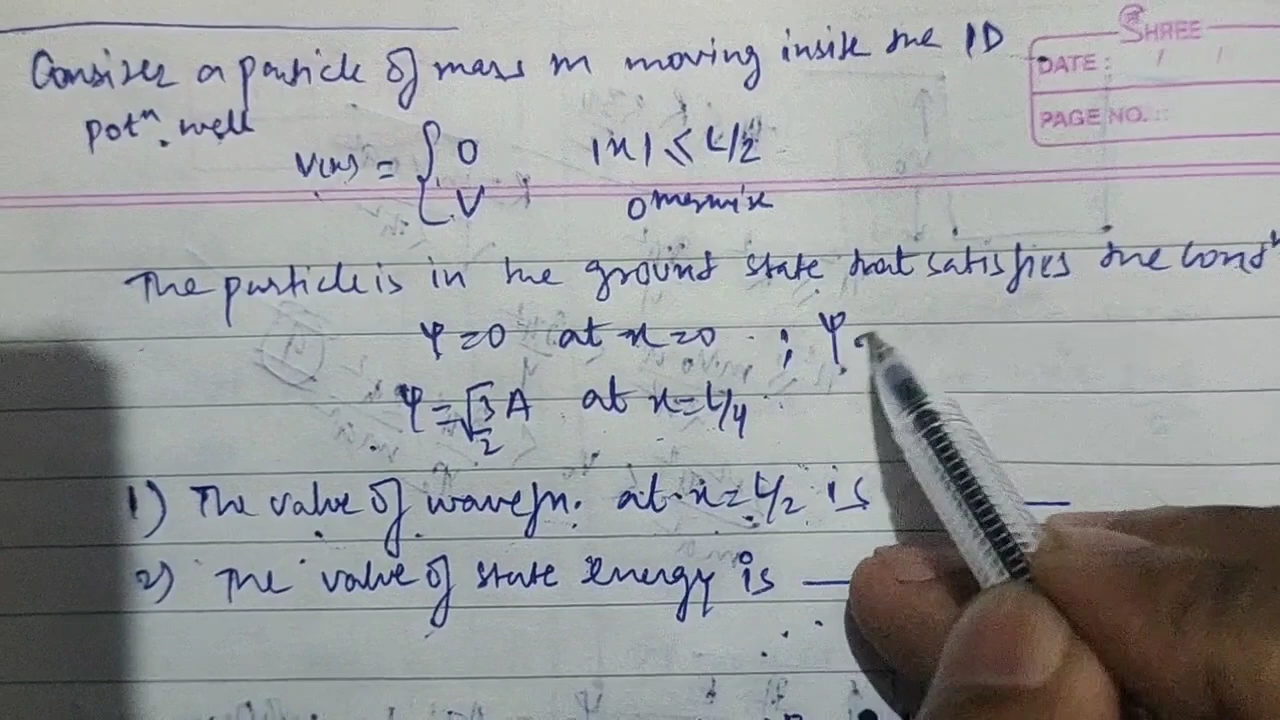 SHREE
DATE: / /
PAGE NO.:
Consider a particle of mass m moving inside the 1D
potⁿ. well
V(x) = { 0 |x| ≤ L/2
V otherwise
The particle is in the ground state that satisfies the condⁿ
ψ=0 at x=0 ; ψ
ψ=√3/2 A at x=L/4
1) The value of wavefn. at x=L/2 is —
2) The value of state energy is —